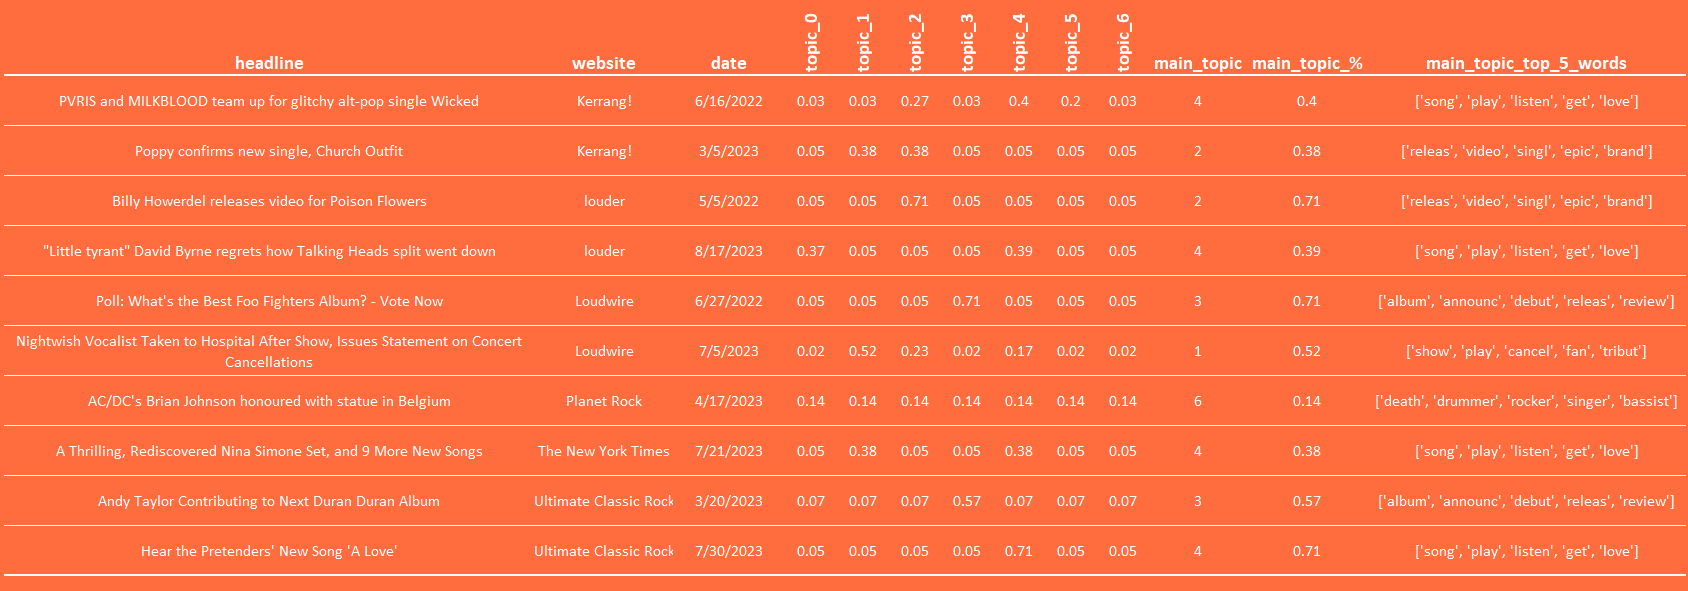 headline website date topic_0 topic_1 topic_2 topic_3 topic_4 topic_5 topic_6 main_topic main_topic_% main_topic_top_5_words
PVRIS and MILKBLOOD team up for glitchy alt-pop single Wicked Kerrang! 6/16/2022 0.03 0.03 0.27 0.03 0.4 0.2 0.03 4 0.4 ['song', 'play', 'listen', 'get', 'love']
Poppy confirms new single, Church Outfit Kerrang! 3/5/2023 0.05 0.38 0.38 0.05 0.05 0.05 0.05 2 0.38 ['releas', 'video', 'singl', 'epic', 'brand']
Billy Howerdel releases video for Poison Flowers louder 5/5/2022 0.05 0.05 0.71 0.05 0.05 0.05 0.05 2 0.71 ['releas', 'video', 'singl', 'epic', 'brand']
"Little tyrant" David Byrne regrets how Talking Heads split went down louder 8/17/2023 0.37 0.05 0.05 0.05 0.39 0.05 0.05 4 0.39 ['song', 'play', 'listen', 'get', 'love']
Poll: What's the Best Foo Fighters Album? - Vote Now Loudwire 6/27/2022 0.05 0.05 0.05 0.71 0.05 0.05 0.05 3 0.71 ['album', 'announc', 'debut', 'releas', 'review']
Nightwish Vocalist Taken to Hospital After Show, Issues Statement on Concert
Cancellations Loudwire 7/5/2023 0.02 0.52 0.23 0.02 0.17 0.02 0.02 1 0.52 ['show', 'play', 'cancel', 'fan', 'tribut']
AC/DC's Brian Johnson honoured with statue in Belgium Planet Rock 4/17/2023 0.14 0.14 0.14 0.14 0.14 0.14 0.14 6 0.14 ['death', 'drummer', 'rocker', 'singer', 'bassist']
A Thrilling, Rediscovered Nina Simone Set, and 9 More New Songs The New York Times 7/21/2023 0.05 0.38 0.05 0.05 0.38 0.05 0.05 4 0.38 ['song', 'play', 'listen', 'get', 'love']
Andy Taylor Contributing to Next Duran Duran Album Ultimate Classic Rock 3/20/2023 0.07 0.07 0.07 0.57 0.07 0.07 0.07 3 0.57 ['album', 'announc', 'debut', 'releas', 'review']
Hear the Pretenders' New Song 'A Love' Ultimate Classic Rock 7/30/2023 0.05 0.05 0.05 0.05 0.71 0.05 0.05 4 0.71 ['song', 'play', 'listen', 'get', 'love']